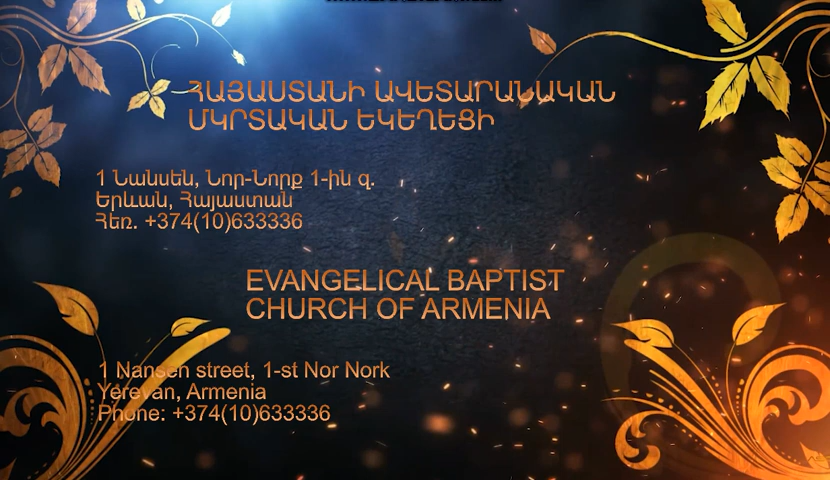 ՀԱՅԱՍՏԱՆԻ ԱՎԵՏԱՐԱՆԱԿԱՆ
ՄԿՐՏԱԿԱՆ ԵԿԵՂԵՑԻ
1 Նանսեն, Նոր-Նորք 1-ին զ.
Երևան, Հայաստան
Հեռ. +374(10)633336
EVANGELICAL BAPTIST
CHURCH OF ARMENIA
1 Nansen street, 1-st Nor Nork
Yerevan, Armenia
Phone: +374(10)633336